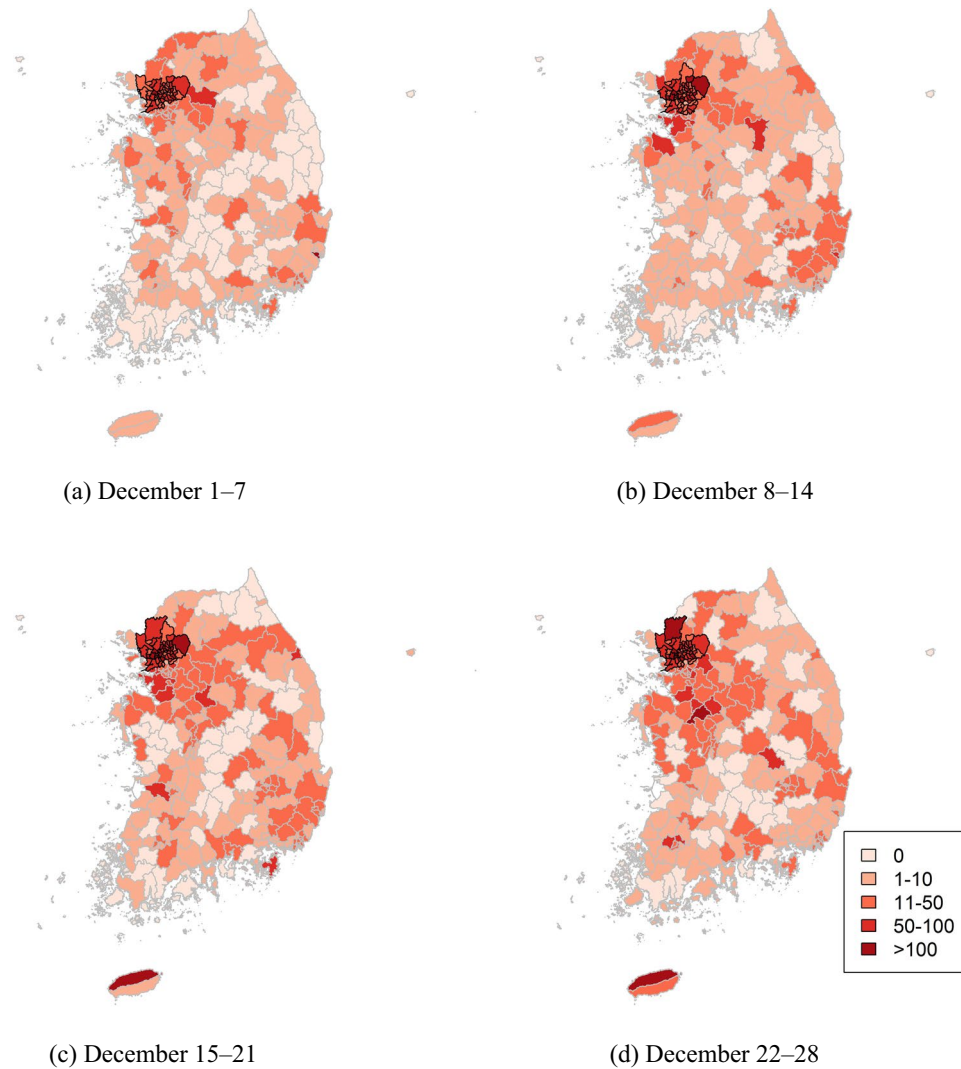 (a) December 1–7
(b) December 8–14
0
1-10
11-50
50-100
>100
(c) December 15–21
(d) December 22–28